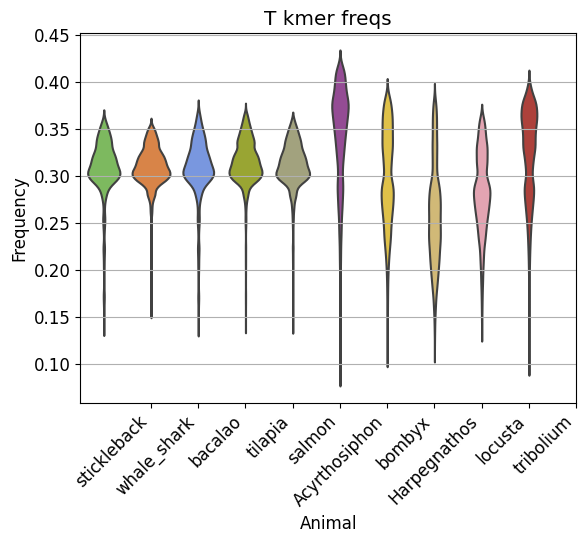 T kmer freqs
Frequency
0.45
0.40
0.35
0.30
0.25
0.20
0.15
0.10
stickleback
whale_shark
bacalao
tilapia
salmon
Acyrthosiphon
bombyx
Harpegnathos
locusta
tribolium
Animal